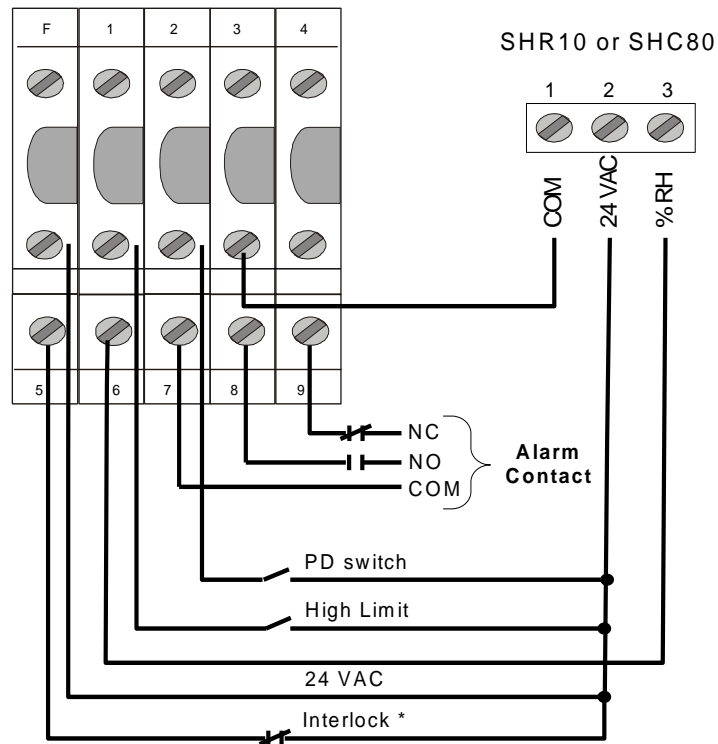 F 1 2 3 4
SHR10 or SHC80
1 2 3
COM
24 VAC
%RH
5 6 7 8 9
NC
NO
COM
Alarm
Contact
PD switch
High Limit
24 VAC
Interlock *